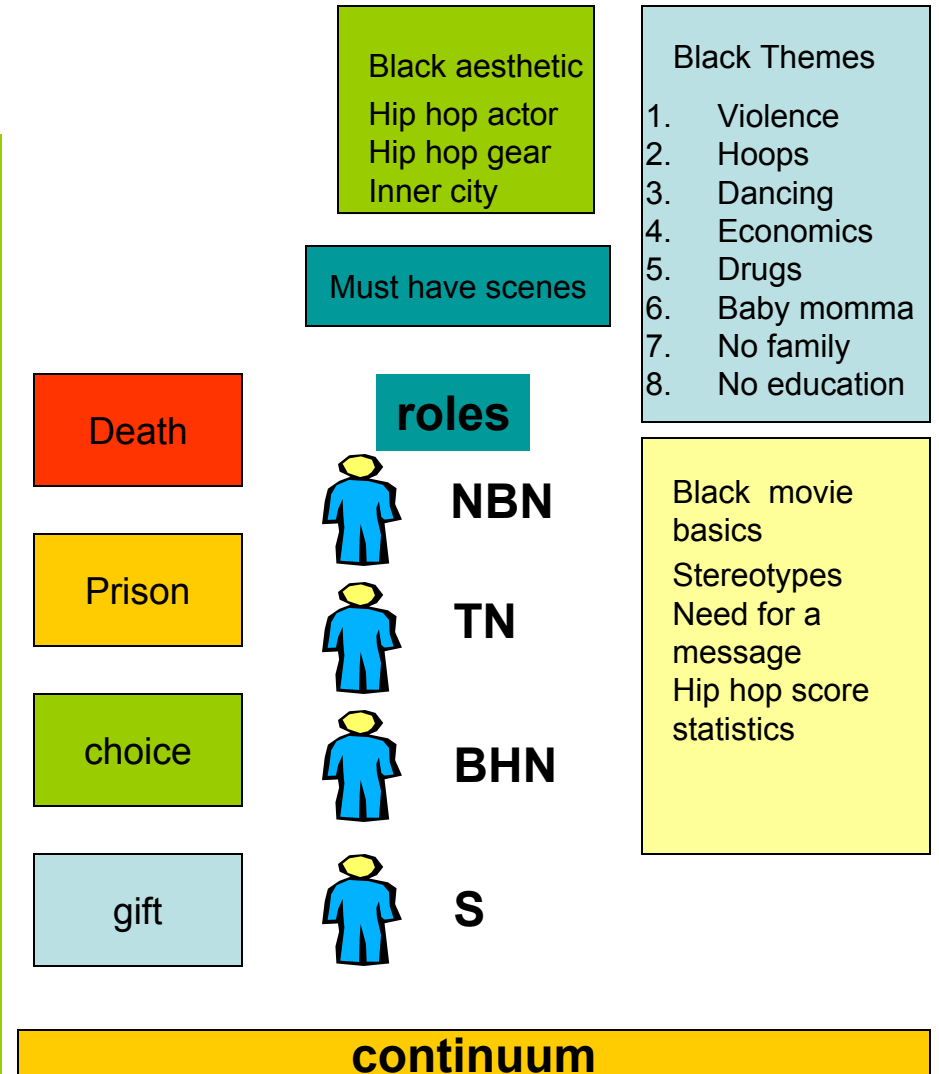 Black aesthetic
Hip hop actor
Hip hop gear
Inner city
Black Themes
1. Violence
2. Hoops
3. Dancing
4. Economics
5. Drugs
6. Baby momma
7. No family
8. No education
Must have scenes
roles
Death
NBN
Prison
TN
choice
BHN
gift
S
Black movie
basics
Stereotypes
Need for a
message
Hip hop score
statistics
continuum